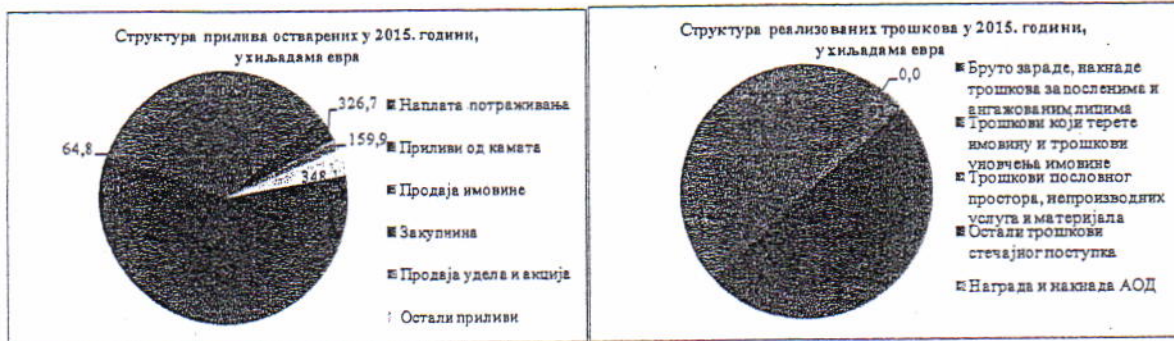 Структура прилива остварених у 2015. години,
у хиљадама евра
326,7
159,9
64,8
348,
Наплата потраживања
Приливи од камата
Продаја имовине
Закупнина
Продаја удела и акција
Остали приливи
Структура реализованих трошкова у 2015. години,
у хиљадама евра
0,0
Бруто зараде, накнаде
трошкова запосленима и
ангажованим лицима
Трошкови који терете
имовину и трошкови
уновчења имовине
Трошкови пословног
простора, непроизводних
услуга и материјала
Остали трошкови
стечајног поступка
Награда и накнада АОД